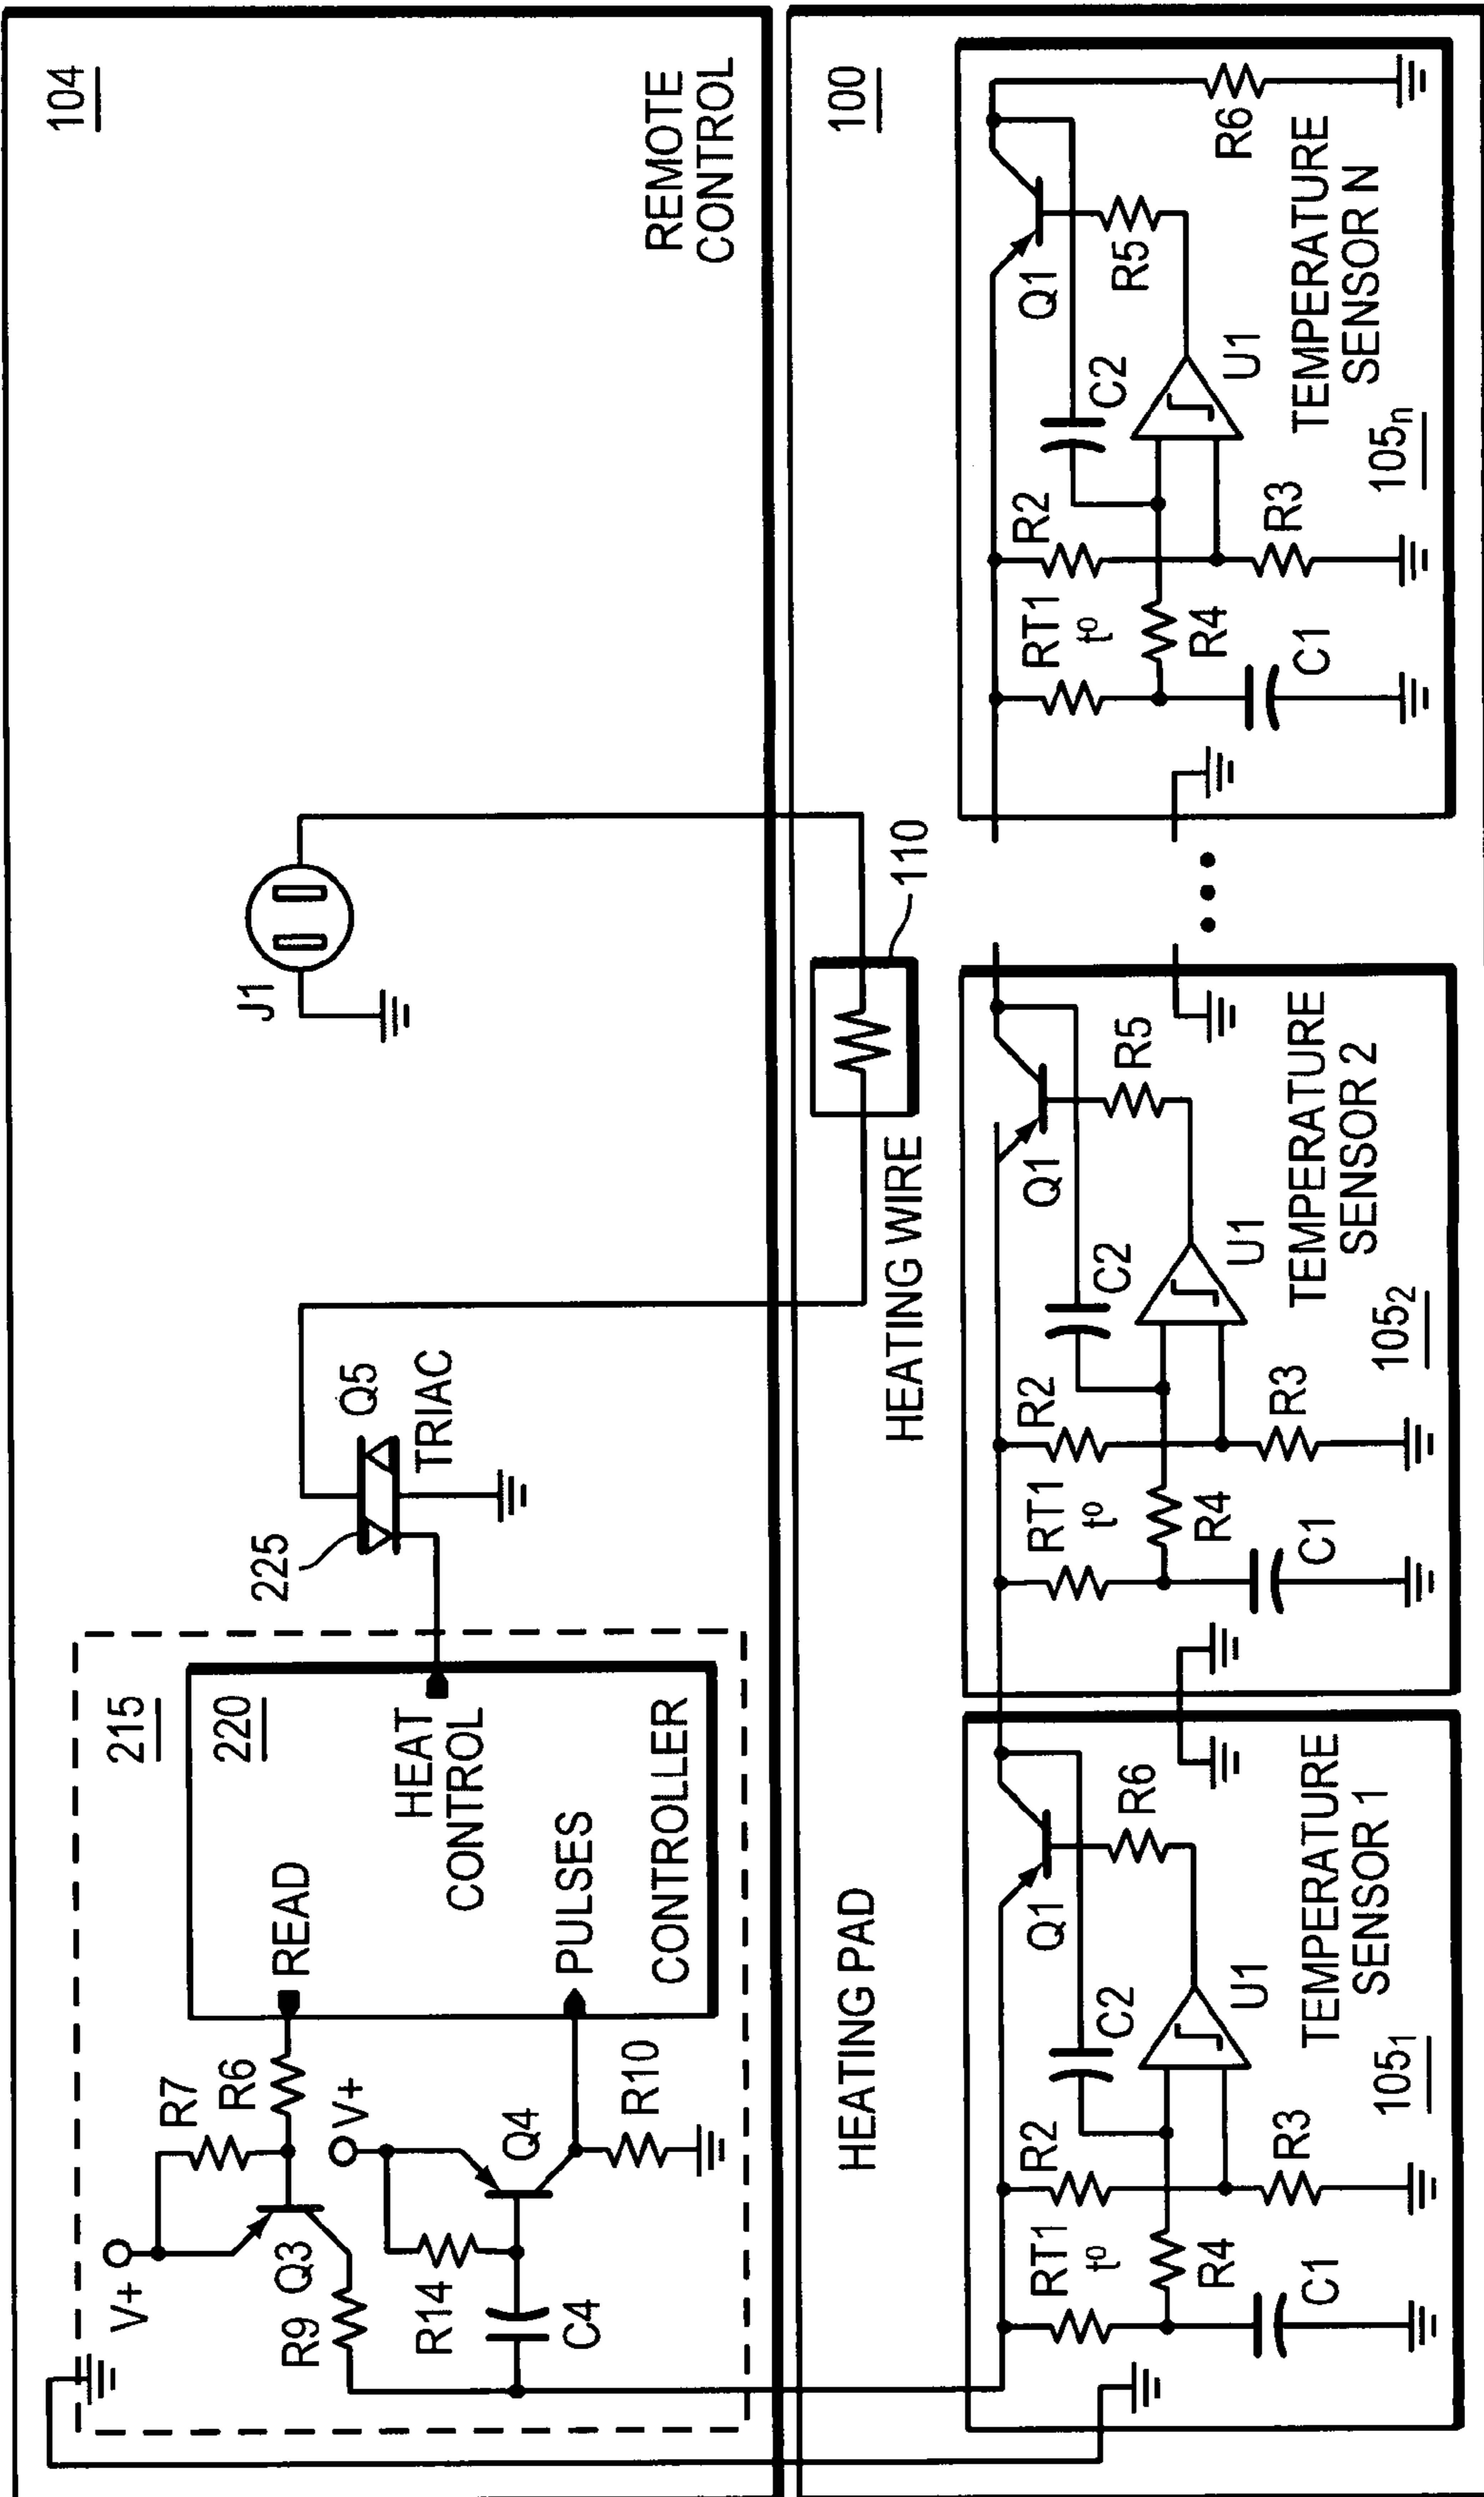 104
REMOTE
CONTROL
215
220
READ
HEAT
CONTROL
PULSES
CONTROLLER
V+
R7
R6
Q3
R9
V+
R14
Q4
C4
R10
225
Q5
TRIAC
J1
110
HEATING WIRE
HEATING PAD
100
RT1
t°
R2
C2
Q1
R6
R4
U1
C1
R3
TEMPERATURE
SENSOR 1
105₁
RT1
t°
R2
C2
Q1
R5
R4
U1
C1
R3
TEMPERATURE
SENSOR 2
105₂
RT1
t°
R2
C2
Q1
R5
R6
R4
U1
C1
R3
TEMPERATURE
SENSOR N
105ₙ